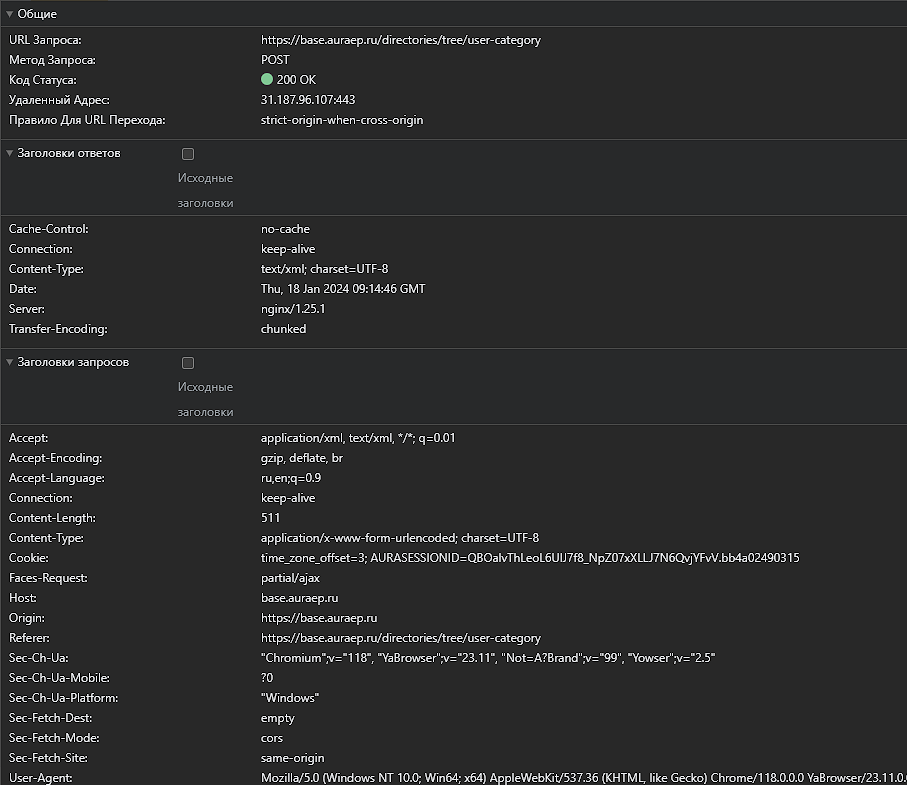 Общие
URL Запроса: https://base.auraep.ru/directories/tree/user-category
Метод Запроса: POST
Код Статуса: 200 OK
Удаленный Адрес: 31.187.96.107:443
Правило Для URL Перехода: strict-origin-when-cross-origin
Заголовки ответов
Исходные
заголовки
Cache-Control: no-cache
Connection: keep-alive
Content-Type: text/xml; charset=UTF-8
Date: Thu, 18 Jan 2024 09:14:46 GMT
Server: nginx/1.25.1
Transfer-Encoding: chunked
Заголовки запросов
Исходные
заголовки
Accept: application/xml, text/xml, */*; q=0.01
Accept-Encoding: gzip, deflate, br
Accept-Language: ru,en;q=0.9
Connection: keep-alive
Content-Length: 511
Content-Type: application/x-www-form-urlencoded; charset=UTF-8
Cookie: time_zone_offset=3; AURASESSIONID=QBOalvThLeoL6UIJ7f8_NpZ07xXLLJ7N6QvjYFvV.bb4a02490315
Faces-Request: partial/ajax
Host: base.auraep.ru
Origin: https://base.auraep.ru
Referer: https://base.auraep.ru/directories/tree/user-category
Sec-Ch-Ua: "Chromium";v="118", "YaBrowser";v="23.11", "Not=A?Brand";v="99", "Yowser";v="2.5"
Sec-Ch-Ua-Mobile: ?0
Sec-Ch-Ua-Platform: "Windows"
Sec-Fetch-Dest: empty
Sec-Fetch-Mode: cors
Sec-Fetch-Site: same-origin
User-Agent: Mozilla/5.0 (Windows NT 10.0; Win64; x64) AppleWebKit/537.36 (KHTML, like Gecko) Chrome/118.0.0.0 YaBrowser/23.11.0.